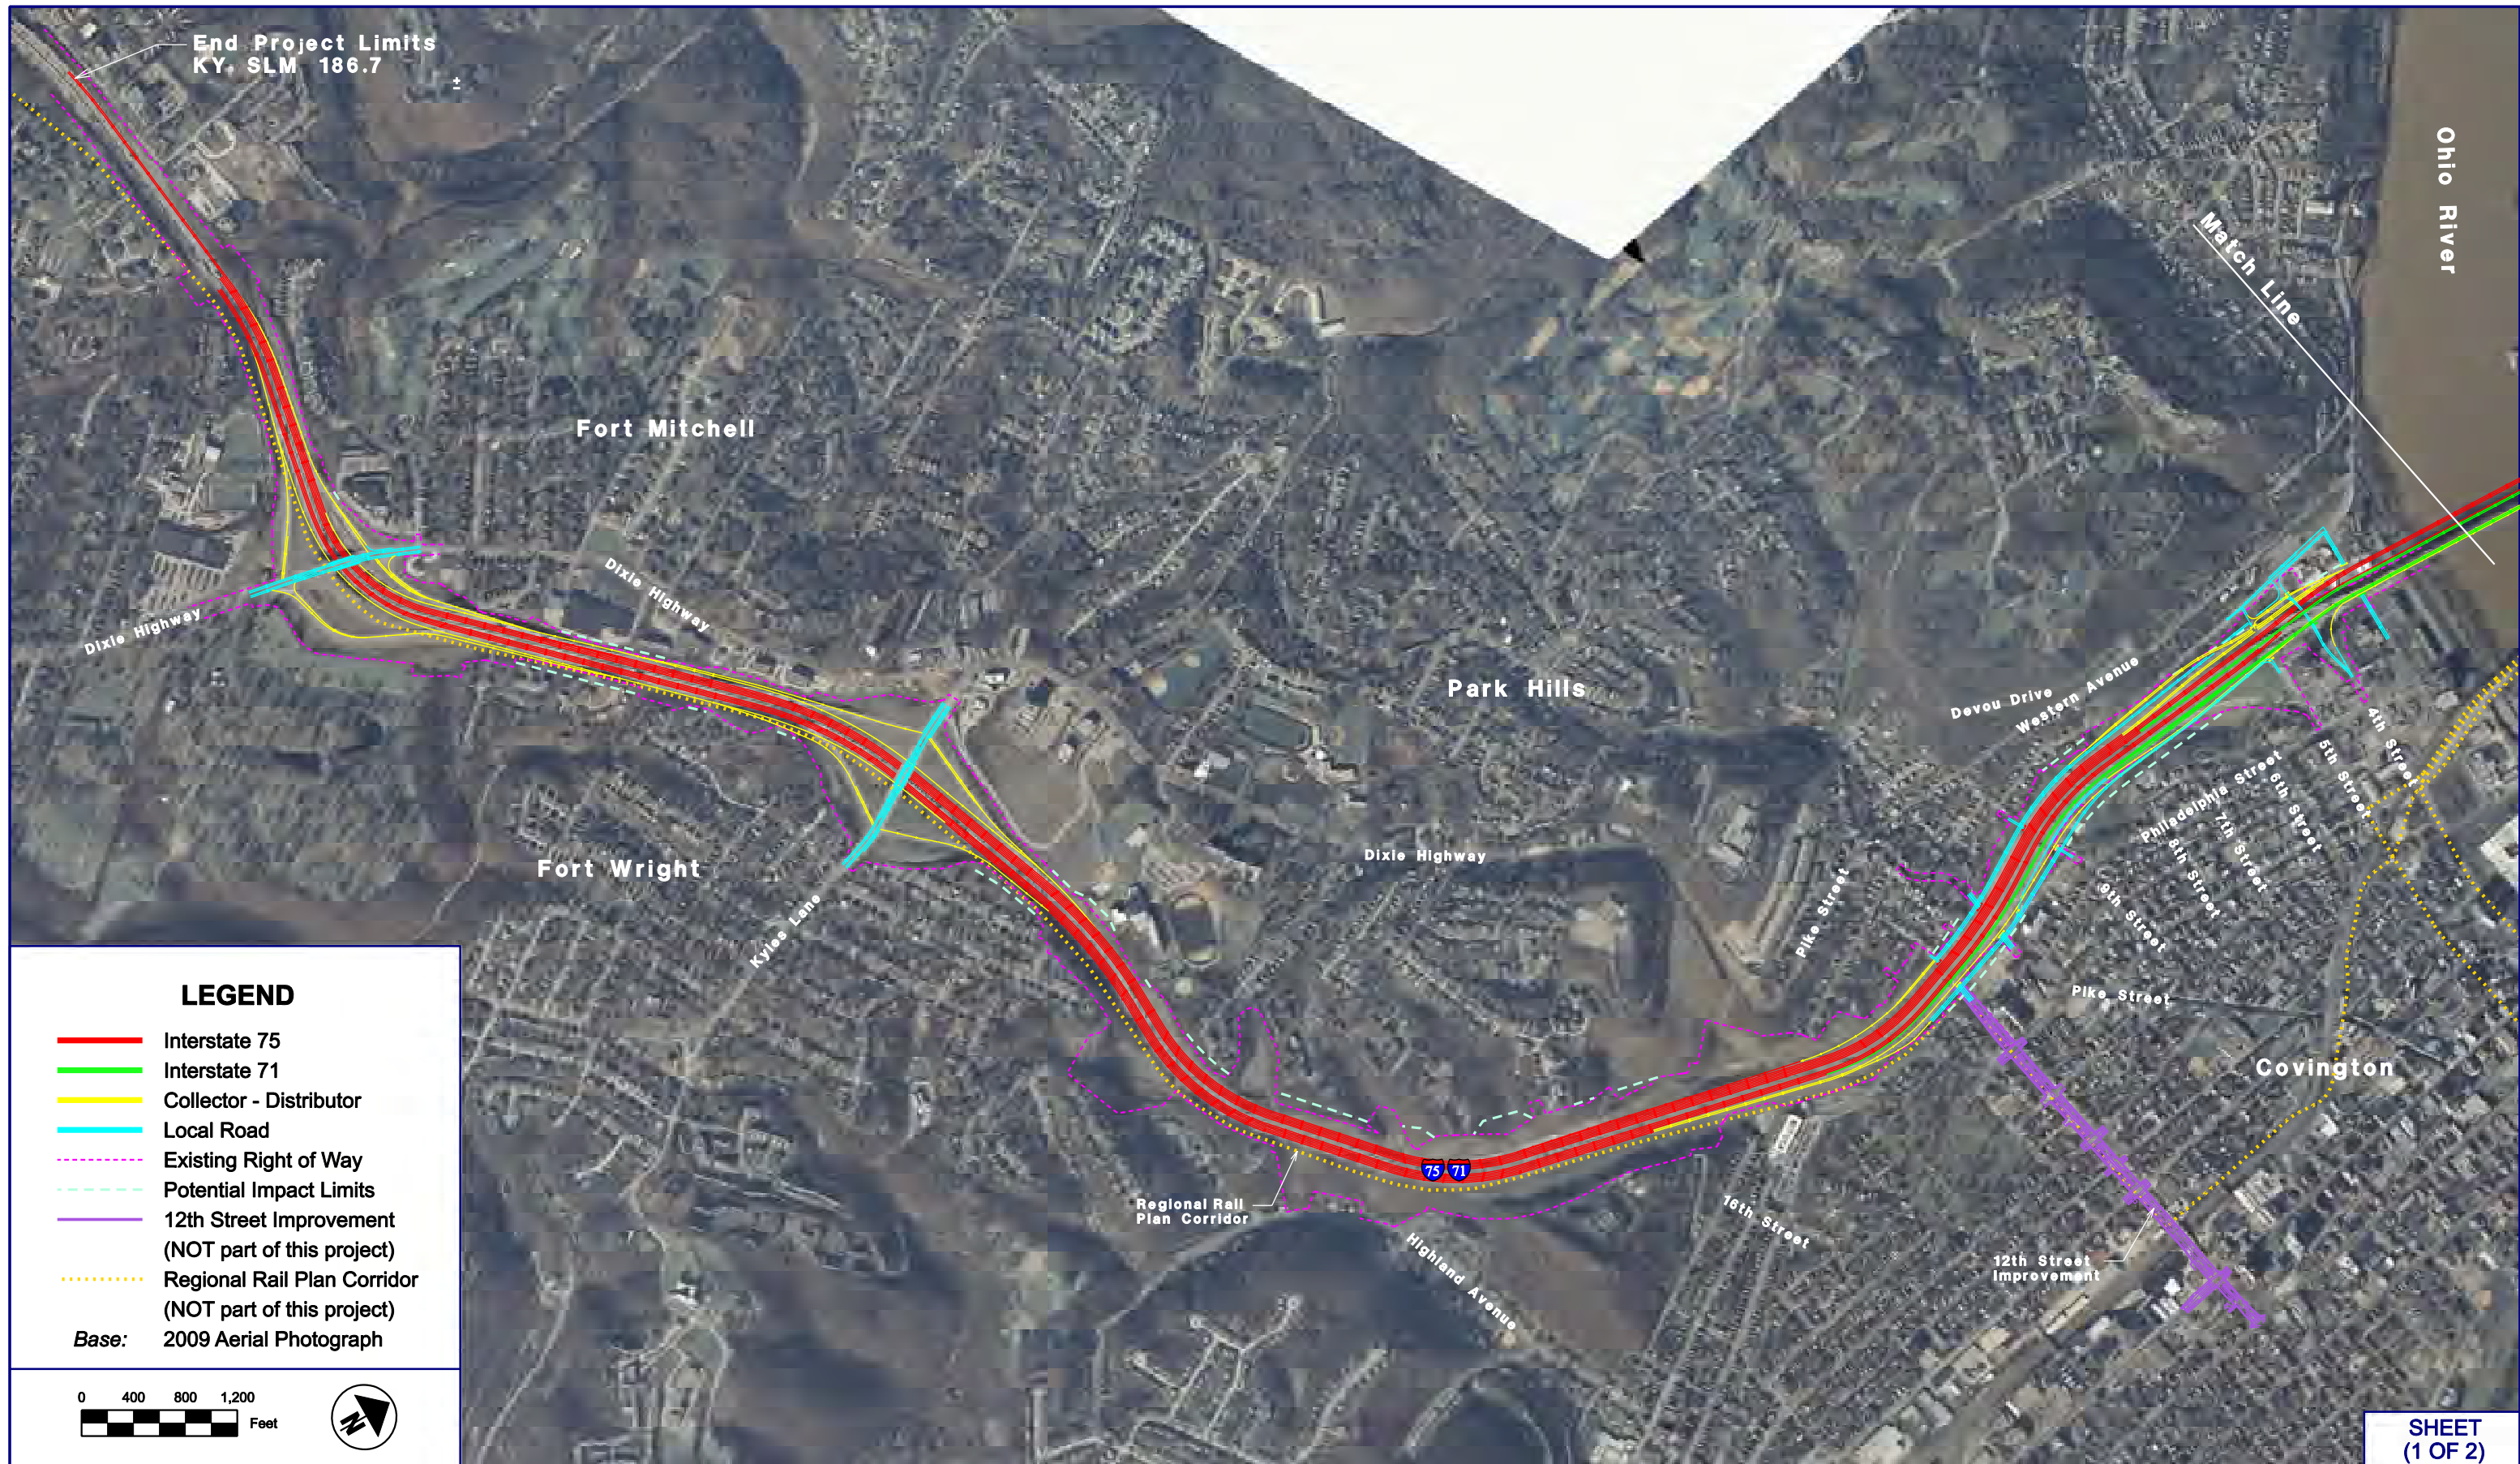 End Project Limits
KY. SLM 186.7
Ohio River
Match Line
Fort Mitchell
Dixie Highway
Dixie Highway
Park Hills
Devou Drive
Western Avenue
4th Street
5th Street
Philadelphia Street
6th Street
7th Street
8th Street
9th Street
Fort Wright
Kyles Lane
Dixie Highway
Pike Street
Pike Street
Covington
75
71
Regional Rail
Plan Corridor
Highland Avenue
16th Street
12th Street
Improvement
LEGEND
Interstate 75
Interstate 71
Collector - Distributor
Local Road
Existing Right of Way
Potential Impact Limits
12th Street Improvement
(NOT part of this project)
Regional Rail Plan Corridor
(NOT part of this project)
Base: 2009 Aerial Photograph
0 400 800 1,200
Feet
N
SHEET
(1 OF 2)